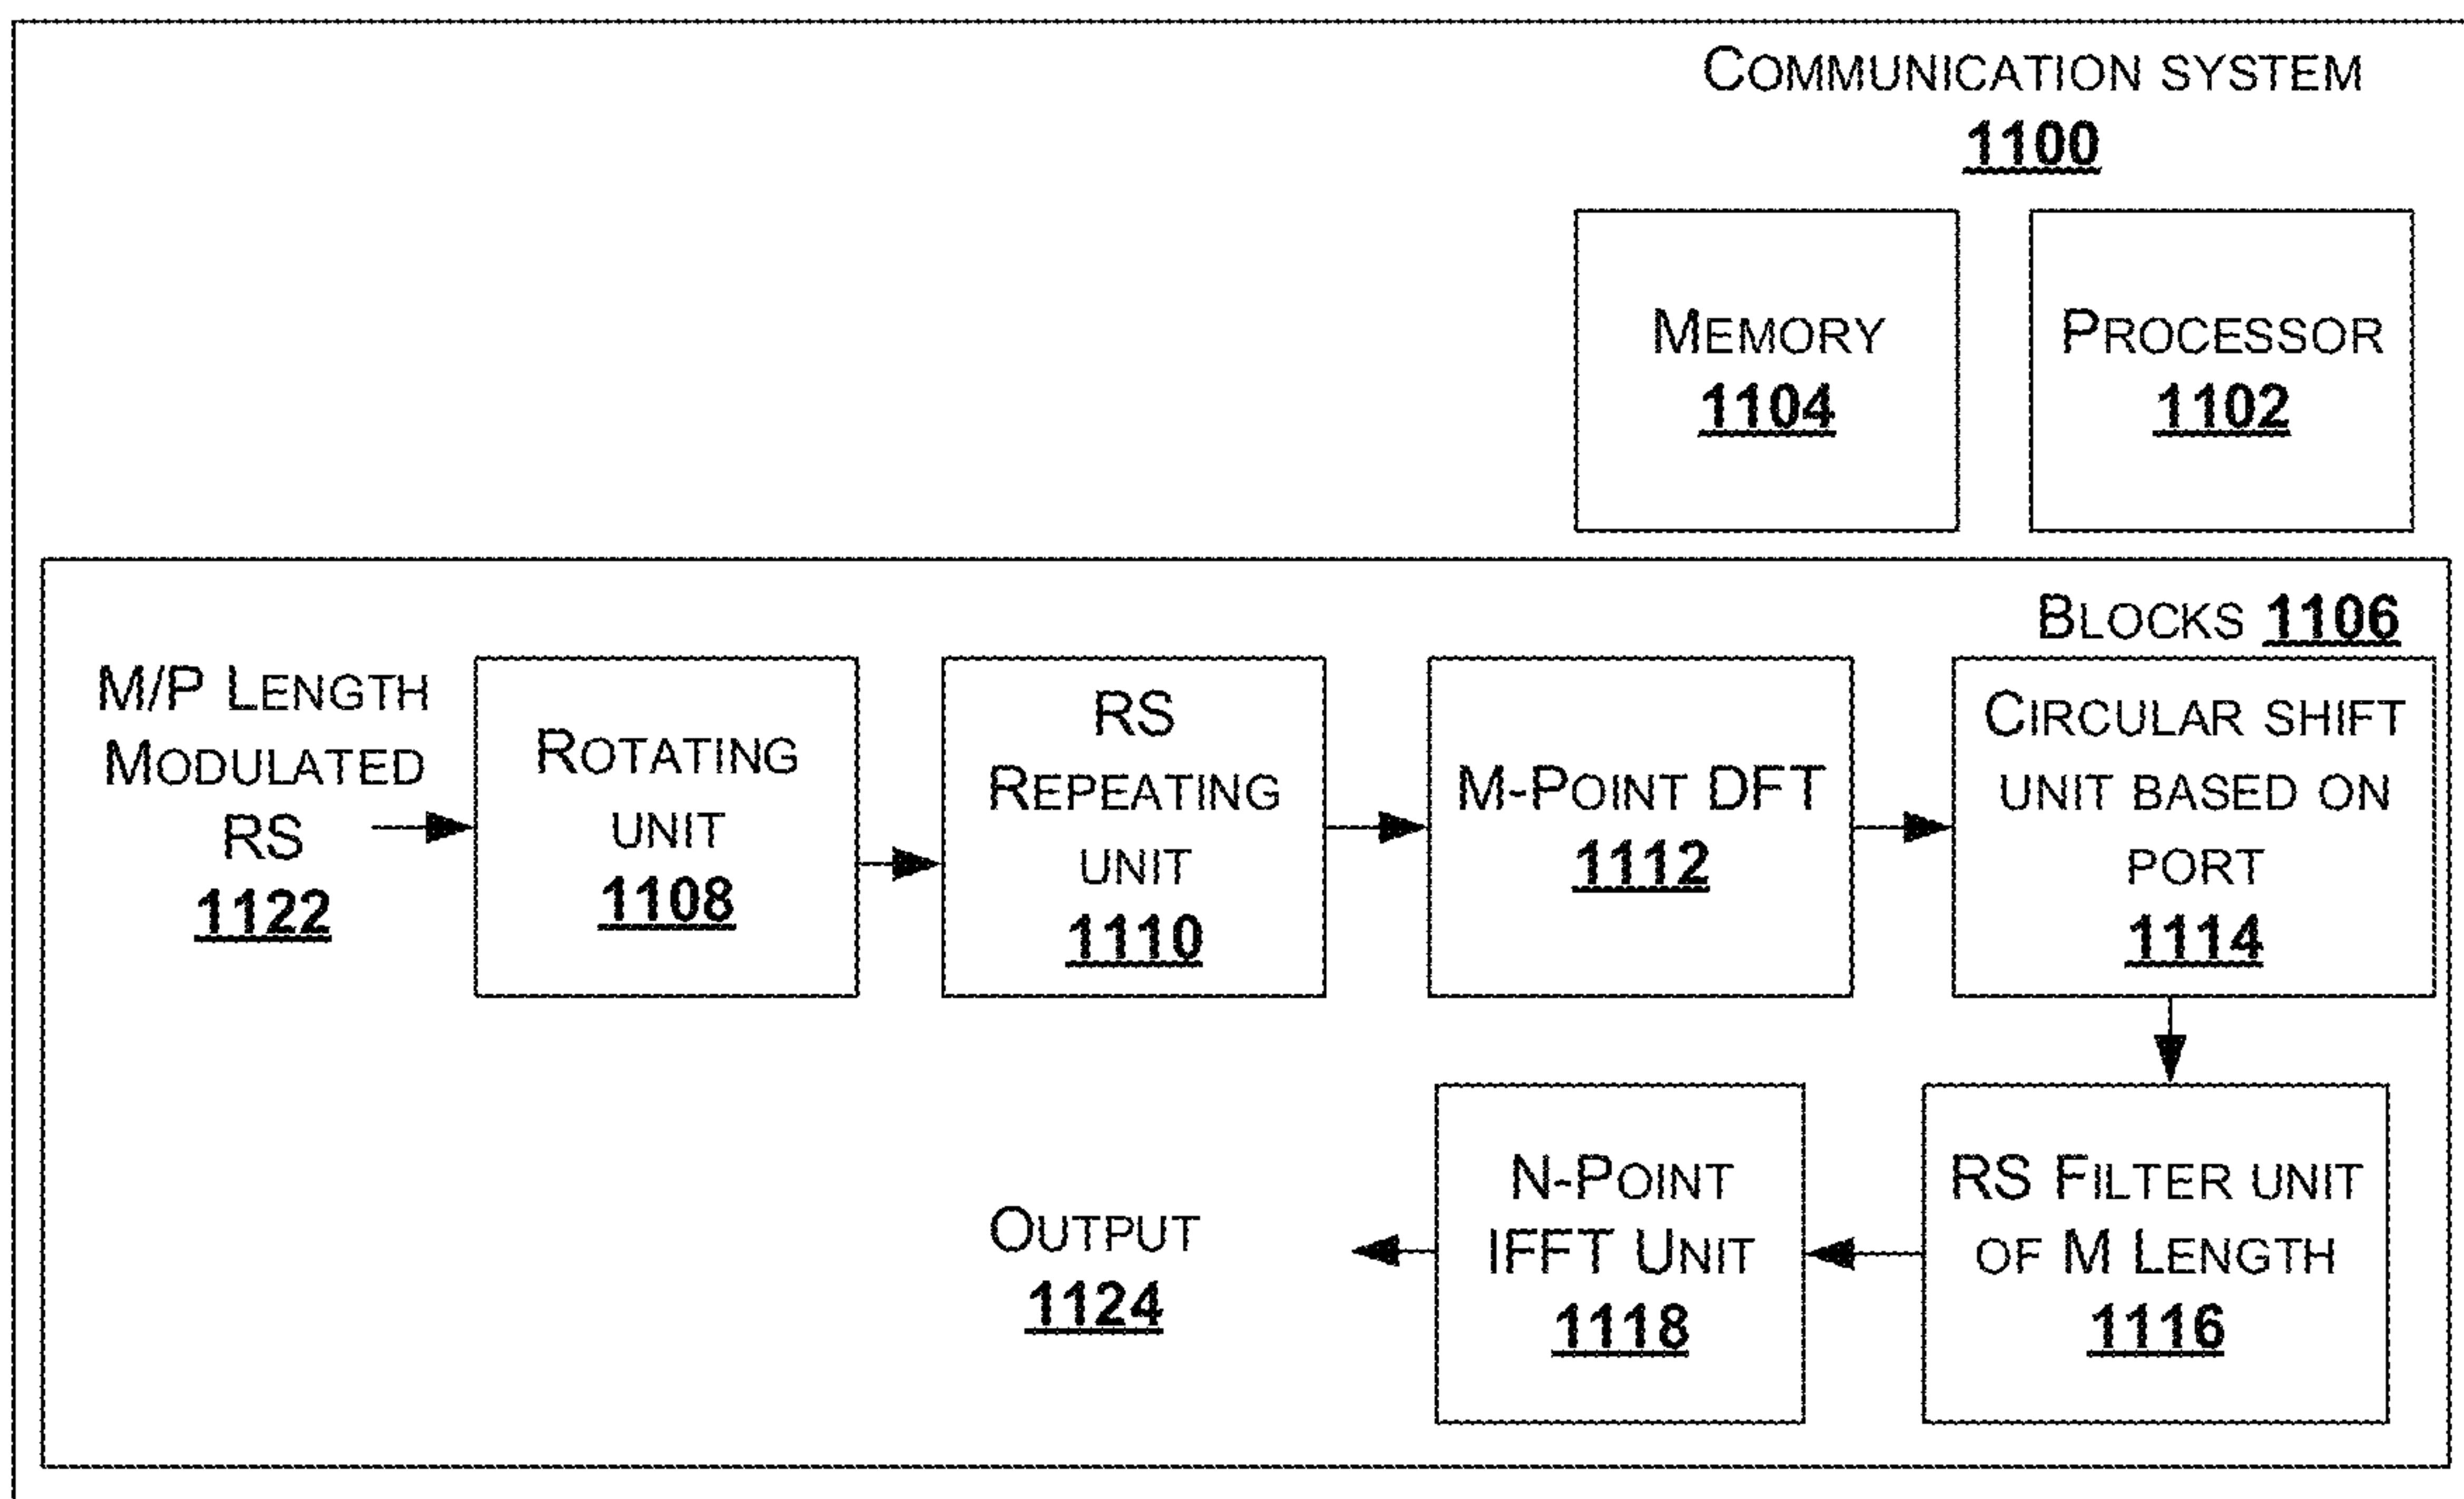 Communication system
1100
Memory
1104
Processor
1102
Blocks 1106
M/P Length
Modulated
RS
1122
Rotating
unit
1108
RS
Repeating
unit
1110
M-Point DFT
1112
Circular shift
unit based on
port
1114
RS Filter unit
of M Length
1116
N-Point
IFFT Unit
1118
Output
1124